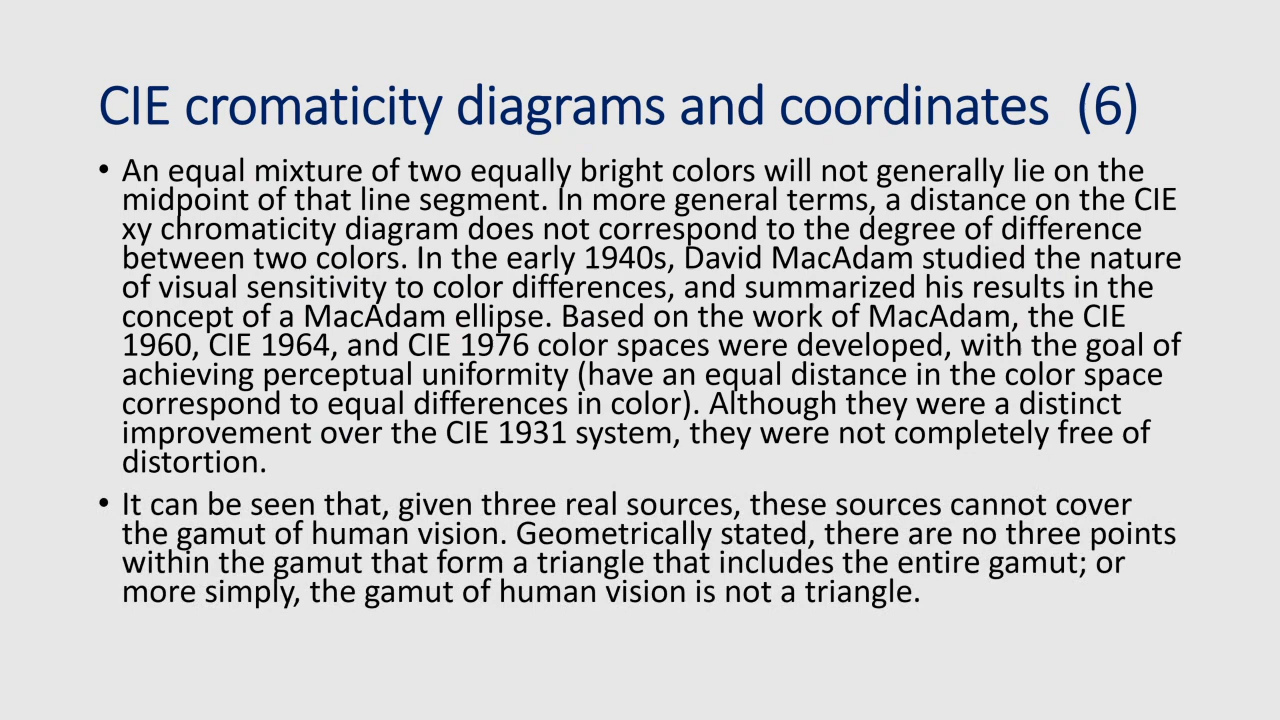 CIE cromaticity diagrams and coordinates (6)
• An equal mixture of two equally bright colors will not generally lie on the
midpoint of that line segment. In more general terms, a distance on the CIE
xy chromaticity diagram does not correspond to the degree of difference
between two colors. In the early 1940s, David MacAdam studied the nature
of visual sensitivity to color differences, and summarized his results in the
concept of a MacAdam ellipse. Based on the work of MacAdam, the CIE
1960, CIE 1964, and CIE 1976 color spaces were developed, with the goal of
achieving perceptual uniformity (have an equal distance in the color space
correspond to equal differences in color). Although they were a distinct
improvement over the CIE 1931 system, they were not completely free of
distortion.
• It can be seen that, given three real sources, these sources cannot cover
the gamut of human vision. Geometrically stated, there are no three points
within the gamut that form a triangle that includes the entire gamut; or
more simply, the gamut of human vision is not a triangle.